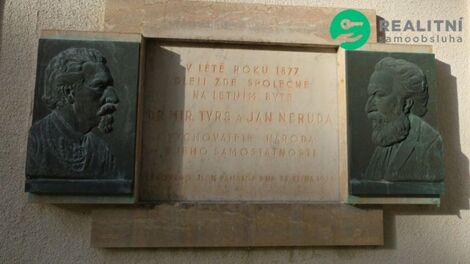 REALITNÍ
samoobsluha
V LÉTĚ ROKU 1877
DLELI ZDE SPOLEČNĚ
NA LETNÍM BYTĚ
DR. MIR. TYRŠ A JAN NERUDA
VYCHOVATELÉ NÁRODA
K JEHO SAMOSTATNOSTI